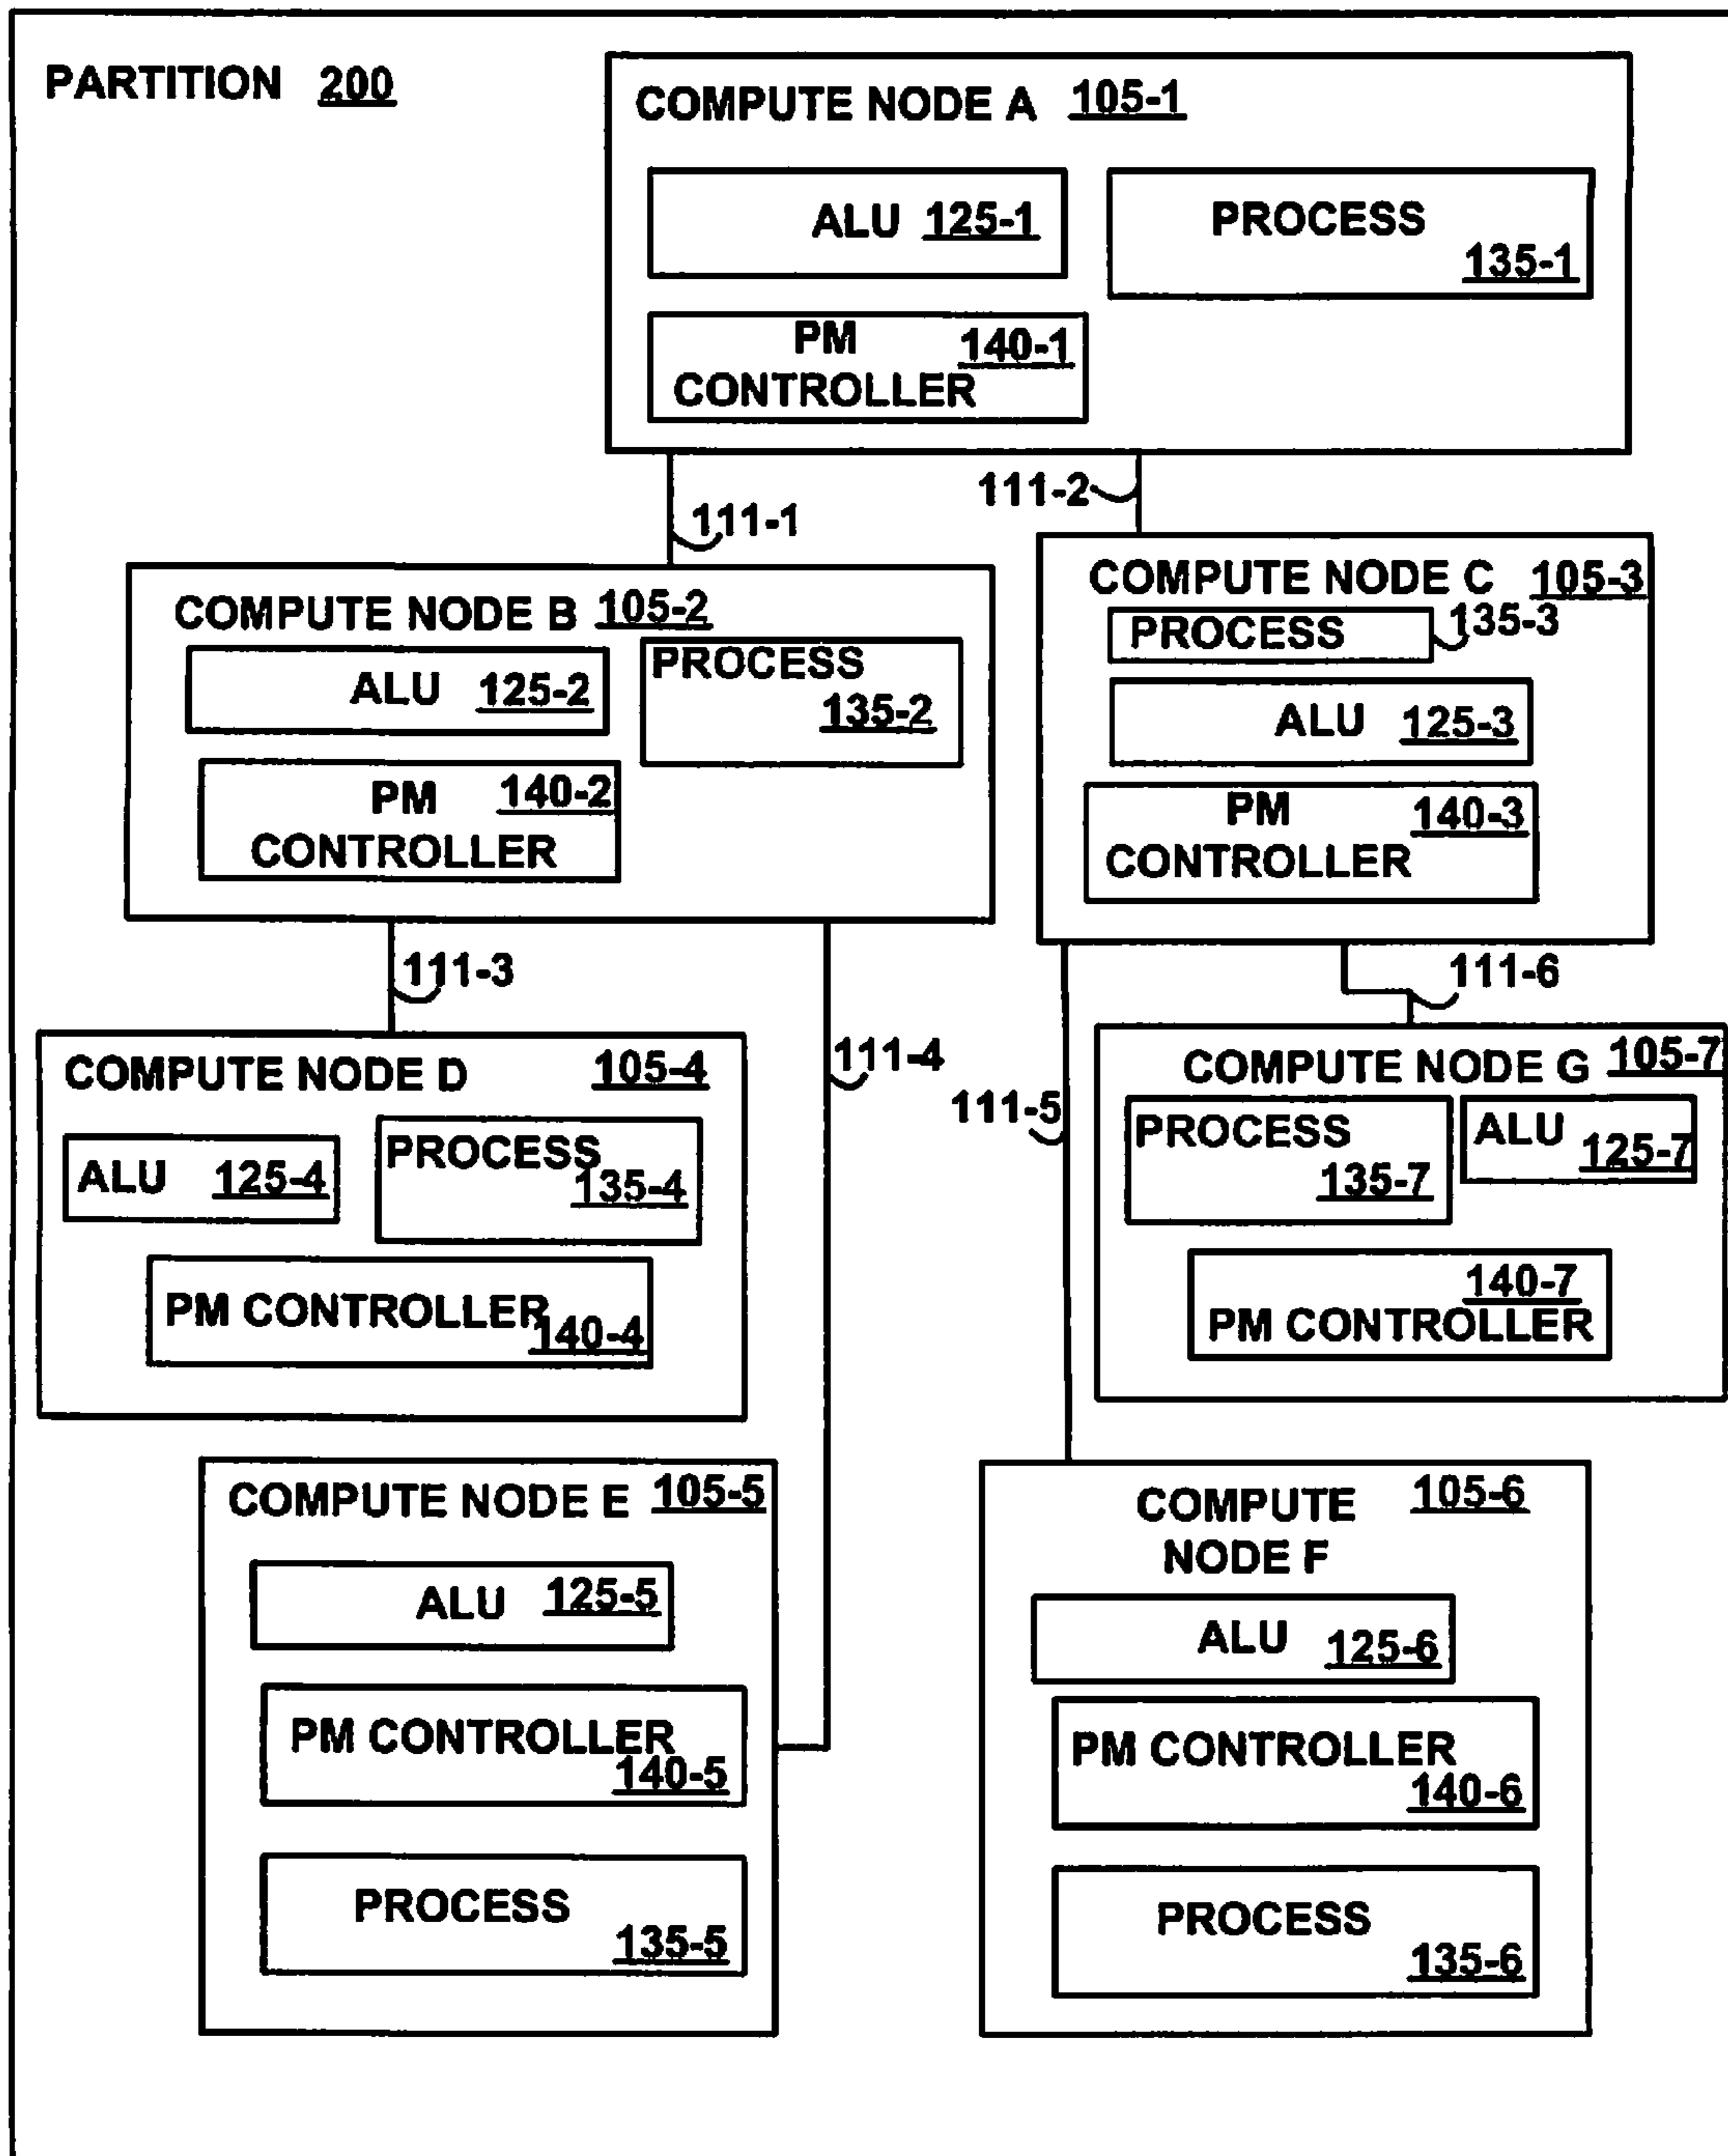 PARTITION 200
COMPUTE NODE A 105-1
ALU 125-1
PROCESS
135-1
PM 140-1
CONTROLLER
111-1
111-2
COMPUTE NODE B 105-2
ALU 125-2
PROCESS
135-2
PM 140-2
CONTROLLER
COMPUTE NODE C 105-3
PROCESS 135-3
ALU 125-3
PM 140-3
CONTROLLER
111-3
111-4
111-5
111-6
COMPUTE NODE D 105-4
ALU 125-4
PROCESS
135-4
PM CONTROLLER
140-4
COMPUTE NODE G 105-7
PROCESS
135-7
ALU
125-7
140-7
PM CONTROLLER
COMPUTE NODE E 105-5
ALU 125-5
PM CONTROLLER
140-5
PROCESS
135-5
COMPUTE 105-6
NODE F
ALU 125-6
PM CONTROLLER
140-6
PROCESS
135-6